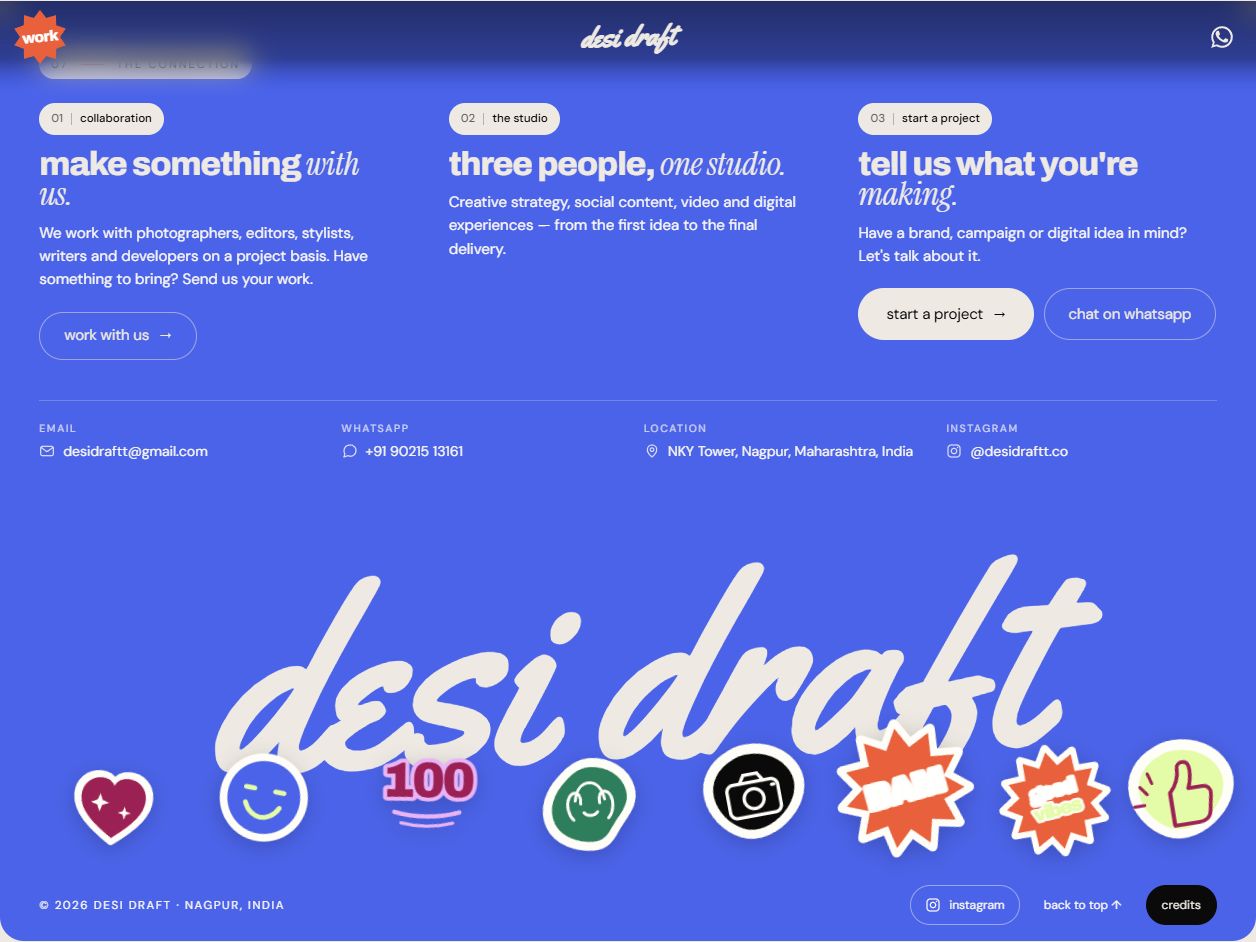 work
desi draft
07 THE CONNECTION
01 | collaboration
make something with
us.
We work with photographers, editors, stylists,
writers and developers on a project basis. Have
something to bring? Send us your work.
work with us →
02 | the studio
three people, one studio.
Creative strategy, social content, video and digital
experiences — from the first idea to the final
delivery.
03 | start a project
tell us what you're
making.
Have a brand, campaign or digital idea in mind?
Let's talk about it.
start a project →
chat on whatsapp
EMAIL
desidraftt@gmail.com
WHATSAPP
+91 90215 13161
LOCATION
NKY Tower, Nagpur, Maharashtra, India
INSTAGRAM
@desidraftt.co
desi draft
100
BAM!
good
vibes
© 2026 DESI DRAFT · NAGPUR, INDIA
instagram
back to top ↑
credits